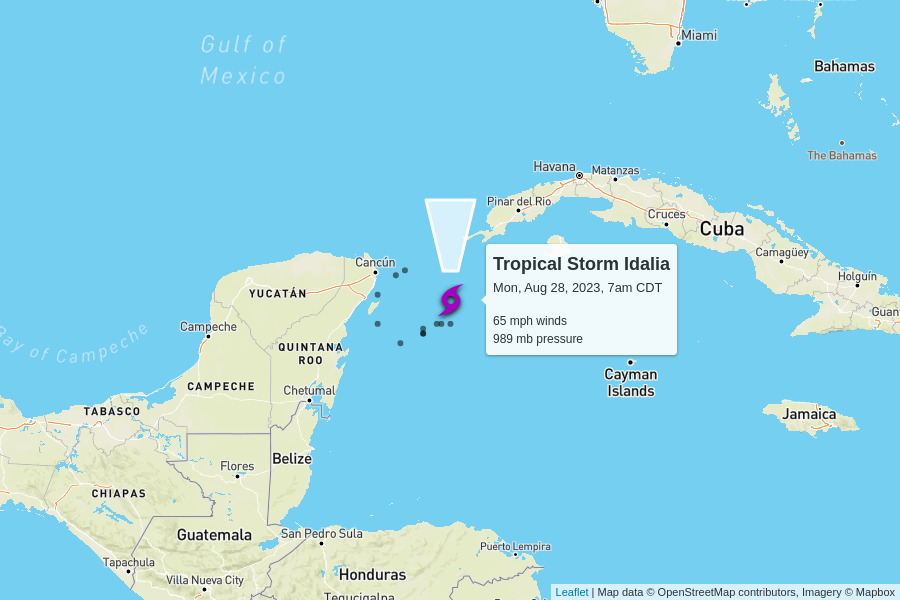 Gulf of
Mexico
Miami
Bahamas
The Bahamas
Havana
Matanzas
Pinar del Rio
Cruces
Cuba
Camagüey
Holguín
Guan
Tropical Storm Idalia
Mon, Aug 28, 2023, 7am CDT
65 mph winds
989 mb pressure
Cancún
YUCATÁN
Campeche
Bay of Campeche
QUINTANA
ROO
CAMPECHE
Chetumal
TABASCO
Cayman
Islands
Jamaica
Belize
Flores
CHIAPAS
Guatemala
San Pedro Sula
Puerto Lempira
Tapachula
Villa Nueva City
Honduras
Tegucigalpa
Leaflet | Map data © OpenStreetMap contributors, Imagery © Mapbox